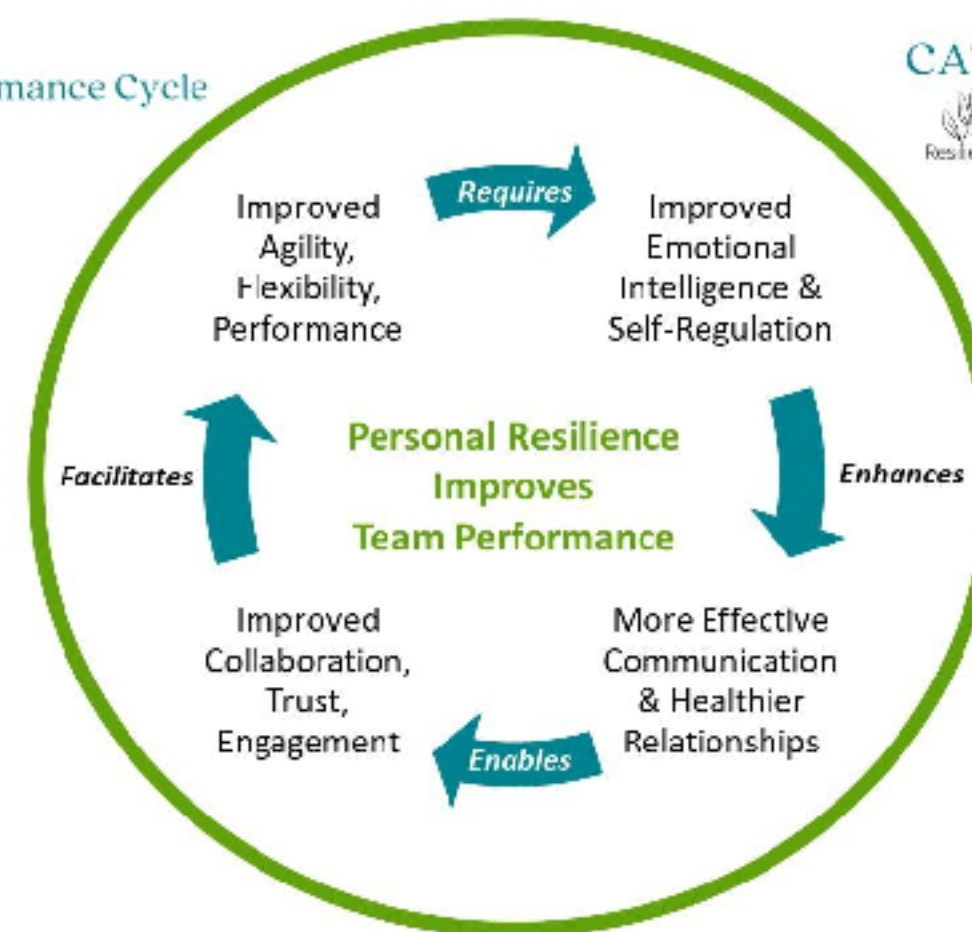 mance Cycle
CA
Resilie
Requires
Improved
Agility,
Flexibility,
Performance
Improved
Emotional
Intelligence &
Self-Regulation
Personal Resilience
Improves
Team Performance
Facilitates
Enhances
Improved
Collaboration,
Trust,
Engagement
More Effective
Communication
& Healthier
Relationships
Enables